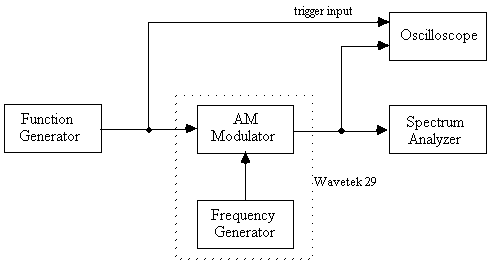 trigger input
Oscilloscope
Function
Generator
AM
Modulator
Spectrum
Analyzer
Wavetek 29
Frequency
Generator